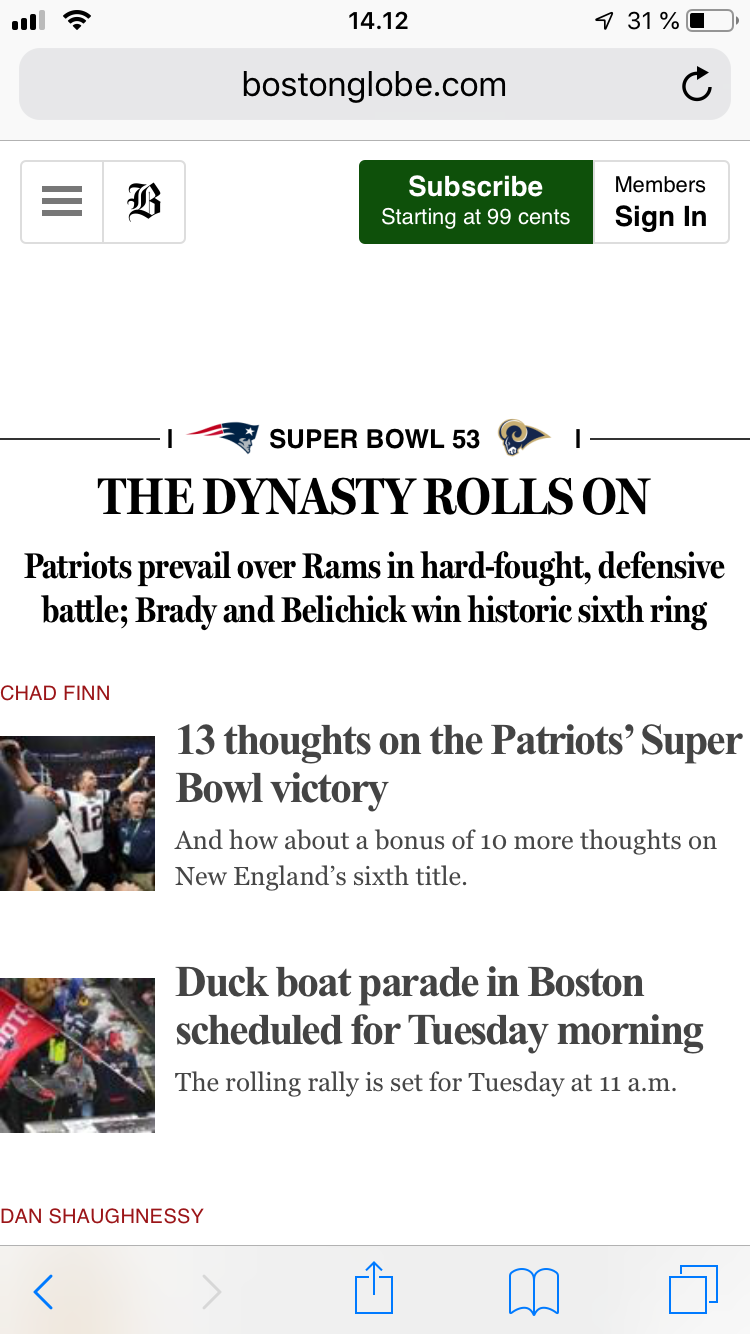 14.12
31 %
bostonglobe.com
B
Subscribe
Starting at 99 cents
Members
Sign In
SUPER BOWL 53
THE DYNASTY ROLLS ON
Patriots prevail over Rams in hard-fought, defensive
battle; Brady and Belichick win historic sixth ring
CHAD FINN
13 thoughts on the Patriots’ Super
Bowl victory
12
And how about a bonus of 10 more thoughts on
New England’s sixth title.
Duck boat parade in Boston
scheduled for Tuesday morning
The rolling rally is set for Tuesday at 11 a.m.
DAN SHAUGHNESSY